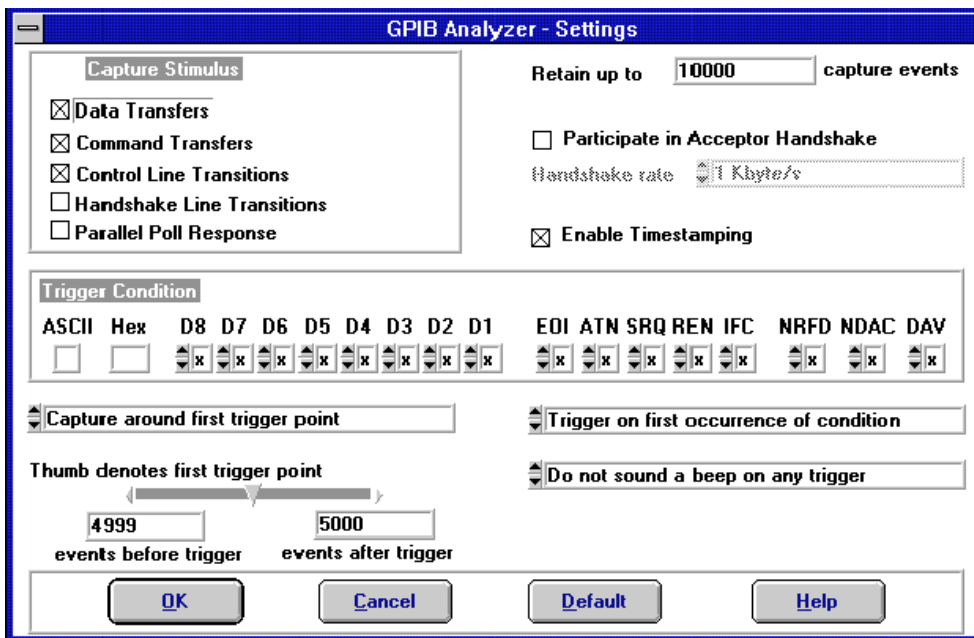 GPIB Analyzer - Settings
Capture Stimulus
Data Transfers
Command Transfers
Control Line Transitions
Handshake Line Transitions
Parallel Poll Response
Retain up to 10000 capture events
Participate in Acceptor Handshake
Handshake rate 1 Kbyte/s
Enable Timestamping
Trigger Condition
ASCII Hex D8 D7 D6 D5 D4 D3 D2 D1 EOI ATN SRQ REN IFC NRFD NDAC DAV
x x x x x x x x x x x x x x x x
Capture around first trigger point
Trigger on first occurrence of condition
Thumb denotes first trigger point
Do not sound a beep on any trigger
4999 5000
events before trigger events after trigger
OK Cancel Default Help